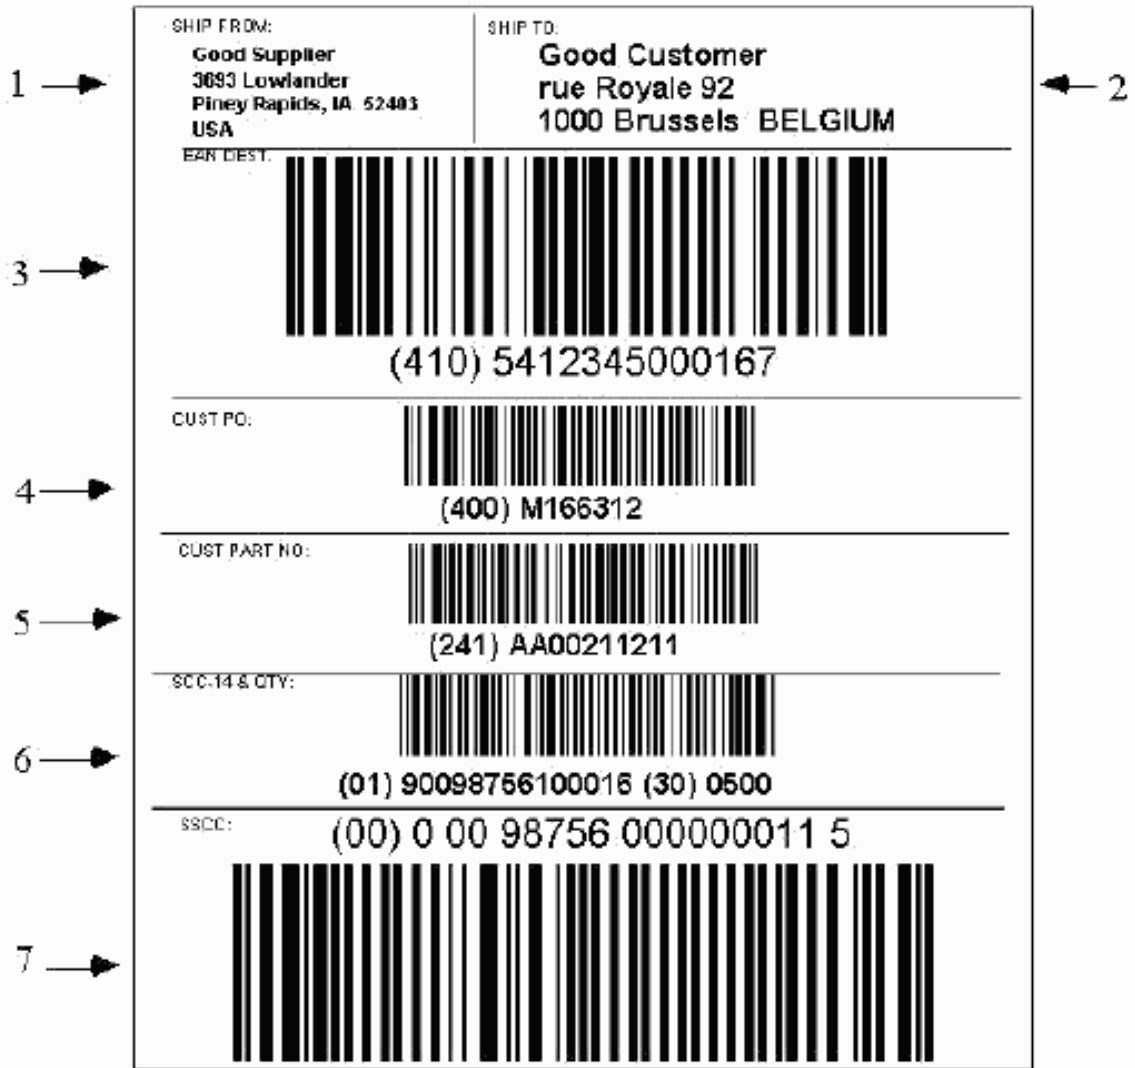 SHIP FROM:
Good Supplier
3693 Lowlander
Piney Rapids, IA 52403
USA
SHIP TO:
Good Customer
rue Royale 92
1000 Brussels BELGIUM
1
2
EAN DEST.
3
(410) 5412345000167
CUST PO:
4
(400) M166312
CUST PART NO:
5
(241) AA00211211
SCC-14 & QTY:
6
(01) 90098756100016 (30) 0500
SSCC:
(00) 0 00 98756 000000011 5
7